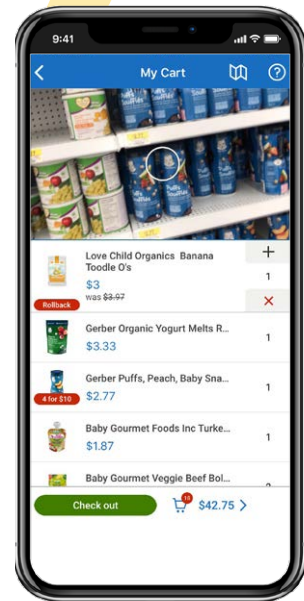 9:41
My Cart
Love Child Organics Banana
Toodle O's
$3
was $3.97
Rollback
+
1
×
Gerber Organic Yogurt Melts R...
$3.33
1
Gerber Puffs, Peach, Baby Sna...
$2.77
4 for $10
1
Baby Gourmet Foods Inc Turke...
$1.87
1
Baby Gourmet Veggie Beef Bol...
Check out
$42.75 >